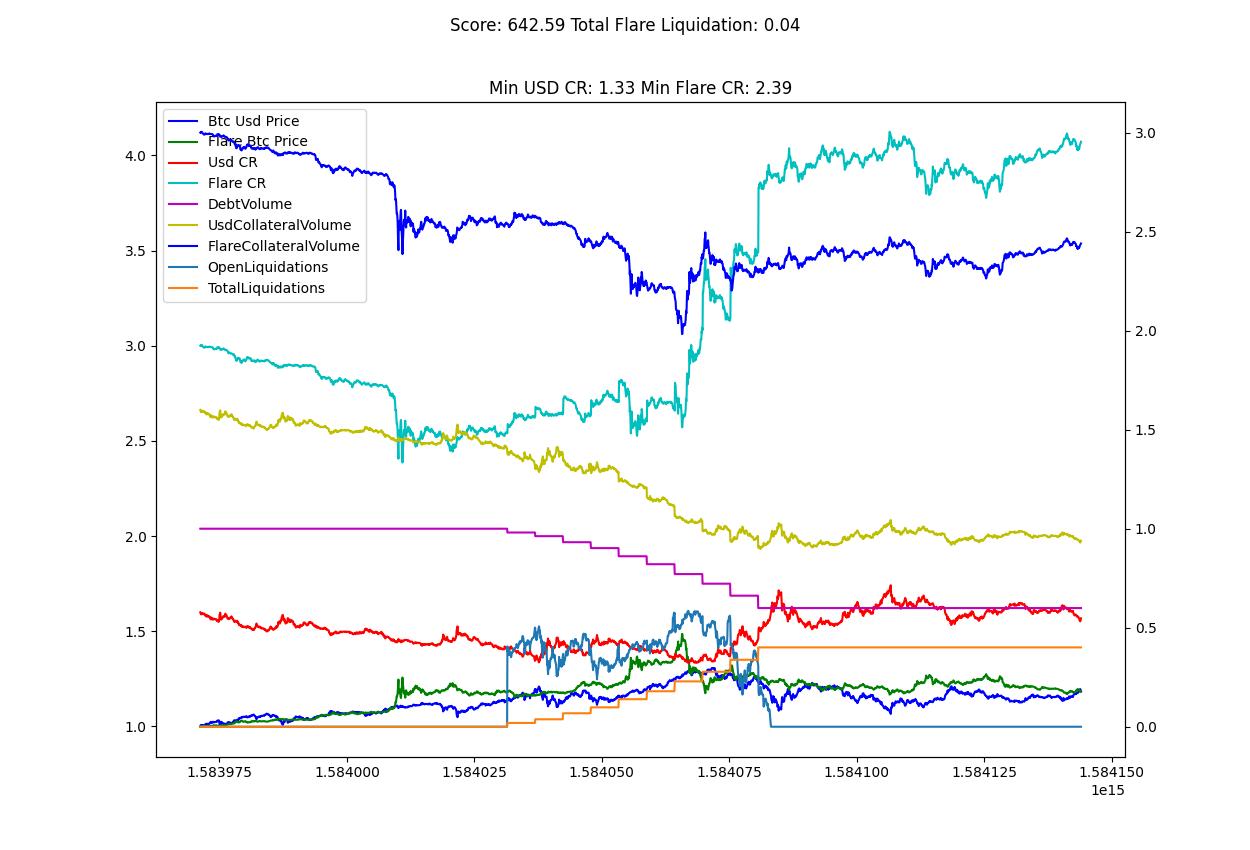 Score: 642.59 Total Flare Liquidation: 0.04
Min USD CR: 1.33 Min Flare CR: 2.39
Btc Usd Price
Flare Btc Price
Usd CR
Flare CR
DebtVolume
UsdCollateralVolume
FlareCollateralVolume
OpenLiquidations
TotalLiquidations
4.0
3.5
3.0
2.5
2.0
1.5
1.0
3.0
2.5
2.0
1.5
1.0
0.5
0.0
1.583975 1.584000 1.584025 1.584050 1.584075 1.584100 1.584125 1.584150
1e15